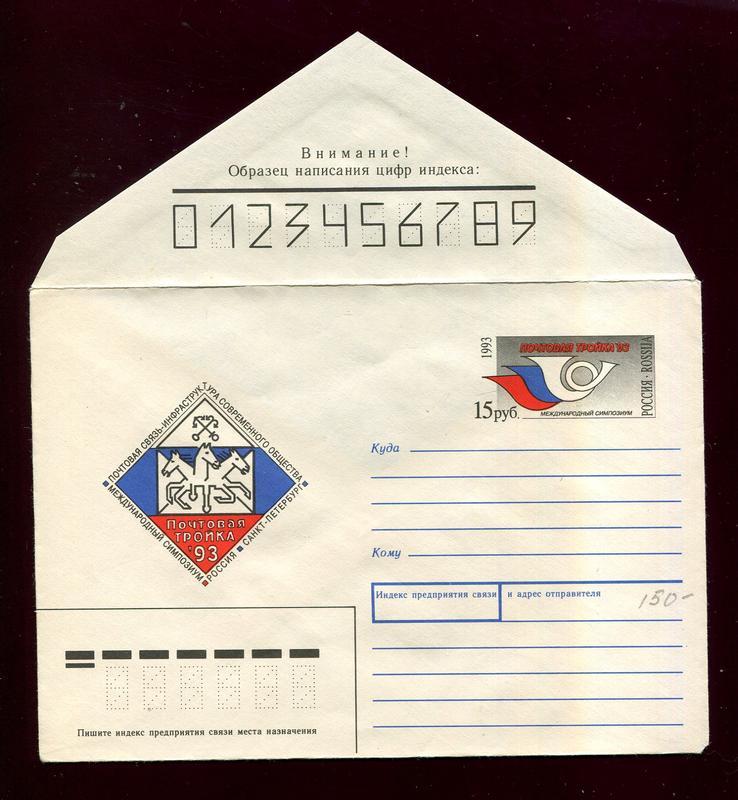 Внимание!
Образец написания цифр индекса:
0123456789
1993
ПОЧТОВАЯ ТРОЙКА '93
РОССИЯ · ROSSIJA
15 руб.
МЕЖДУНАРОДНЫЙ СИМПОЗИУМ
ПОЧТОВАЯ СВЯЗЬ-ИНФРАСТРУКТУРА СОВРЕМЕННОГО ОБЩЕСТВА
МЕЖДУНАРОДНЫЙ СИМПОЗИУМ
РОССИЯ САНКТ-ПЕТЕРБУРГ
Почтовая
ТРОЙКА
'93
Куда
Кому
Индекс предприятия связи
и адрес отправителя
150-
Пишите индекс предприятия связи места назначения